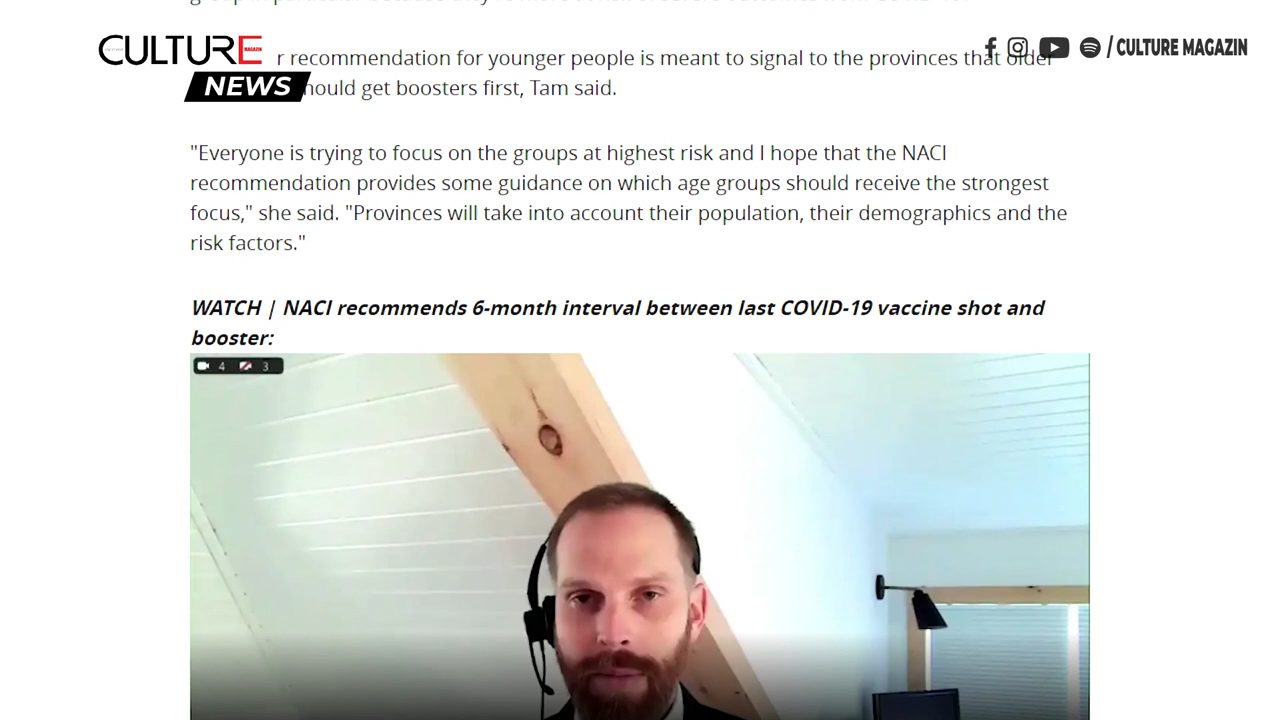 CULTURE
MAGAZIN
NEWS
/ CULTURE MAGAZIN
r recommendation for younger people is meant to signal to the provinces that older
hould get boosters first, Tam said.
"Everyone is trying to focus on the groups at highest risk and I hope that the NACI
recommendation provides some guidance on which age groups should receive the strongest
focus," she said. "Provinces will take into account their population, their demographics and the
risk factors."
WATCH | NACI recommends 6-month interval between last COVID-19 vaccine shot and
booster:
4 3